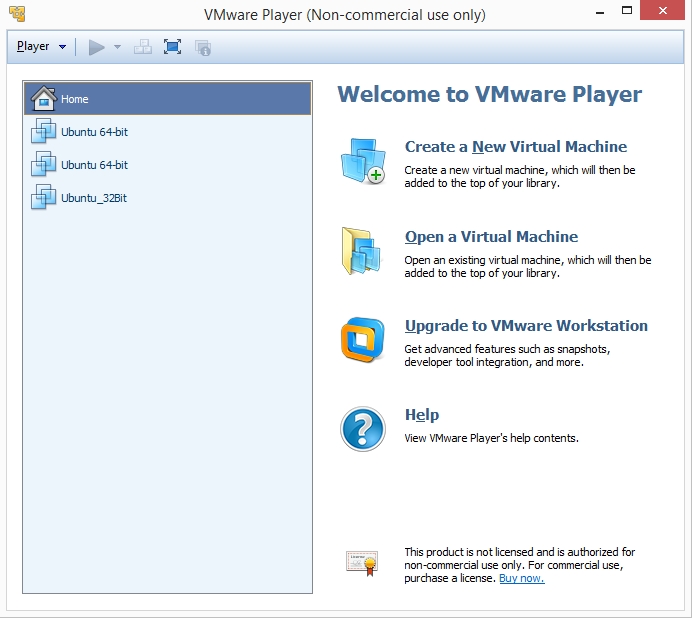 VMware Player (Non-commercial use only)
Player
Home
Ubuntu 64-bit
Ubuntu 64-bit
Ubuntu_32Bit
Welcome to VMware Player
Create a New Virtual Machine
Create a new virtual machine, which will then be
added to the top of your library.
Open a Virtual Machine
Open an existing virtual machine, which will then be
added to the top of your library.
Upgrade to VMware Workstation
Get advanced features such as snapshots,
developer tool integration, and more.
Help
View VMware Player's help contents.
This product is not licensed and is authorized for
non-commercial use only. For commercial use,
purchase a license. Buy now.